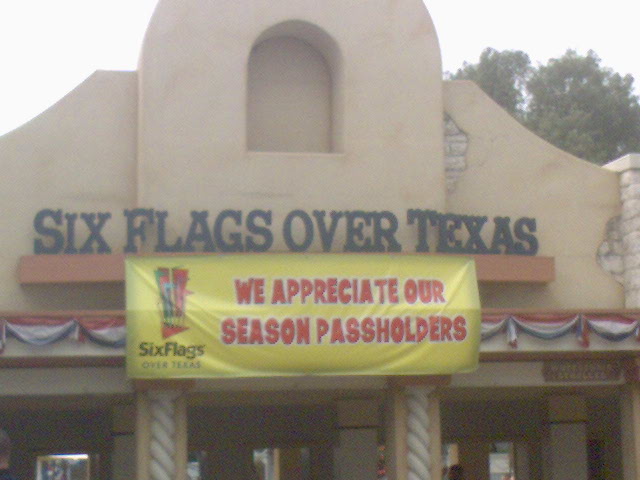 SIX FLAGS OVER TEXAS
WE APPRECIATE OUR
SEASON PASSHOLDERS
SixFlags
OVER TEXAS